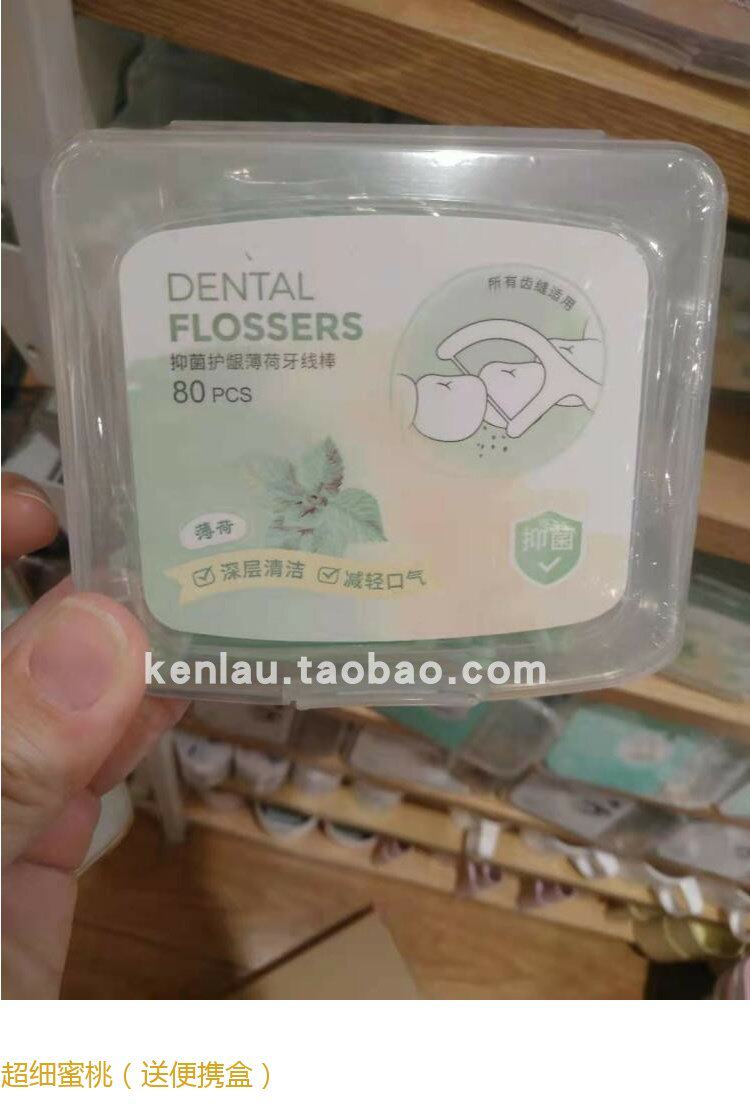 DENTAL
FLOSSERS
抑菌护龈薄荷牙线棒
80 PCS
所有齿缝适用
薄荷
深层清洁 减轻口气
抑菌
kenlau.taobao.com
超细蜜桃（送便携盒）